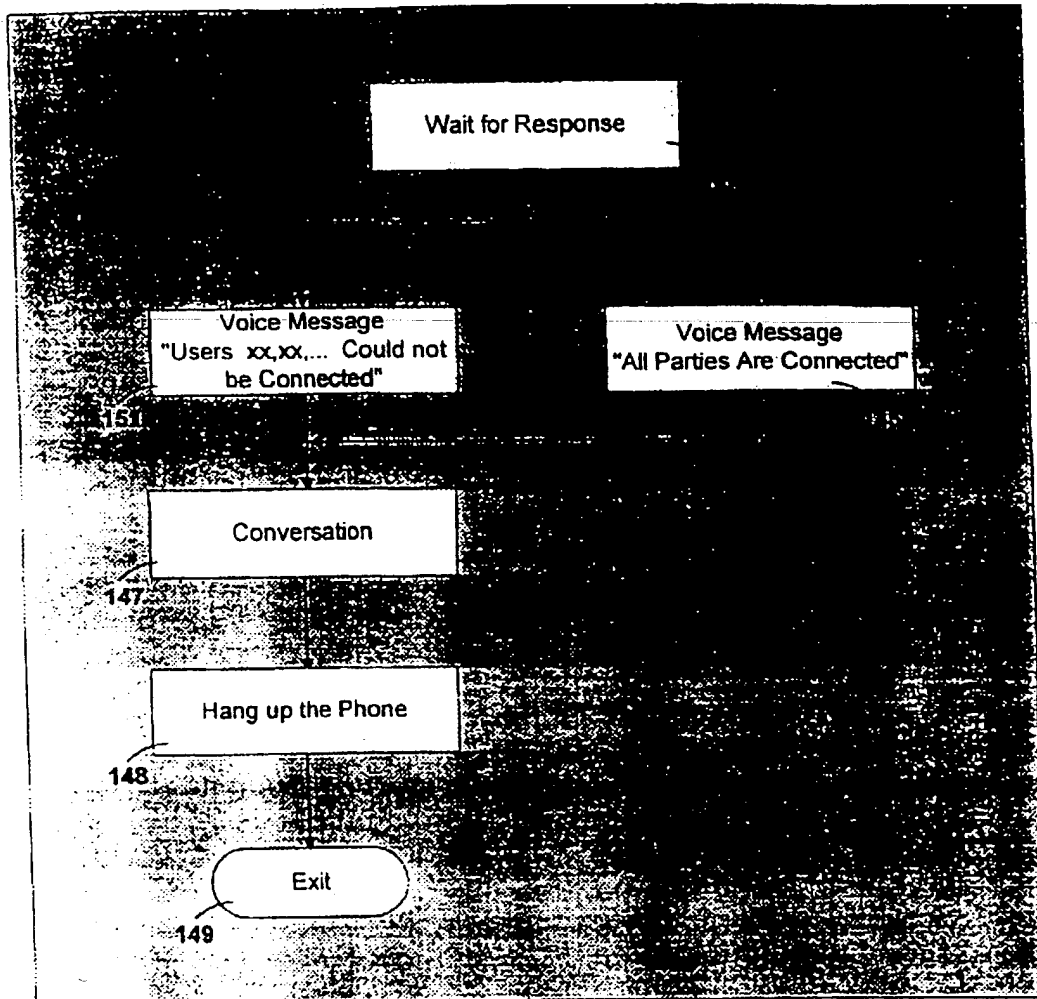 Wait for Response
Voice Message
"Users xx,xx,... Could not
be Connected"
151
Voice Message
"All Parties Are Connected"
Conversation
147
Hang up the Phone
148
Exit
149